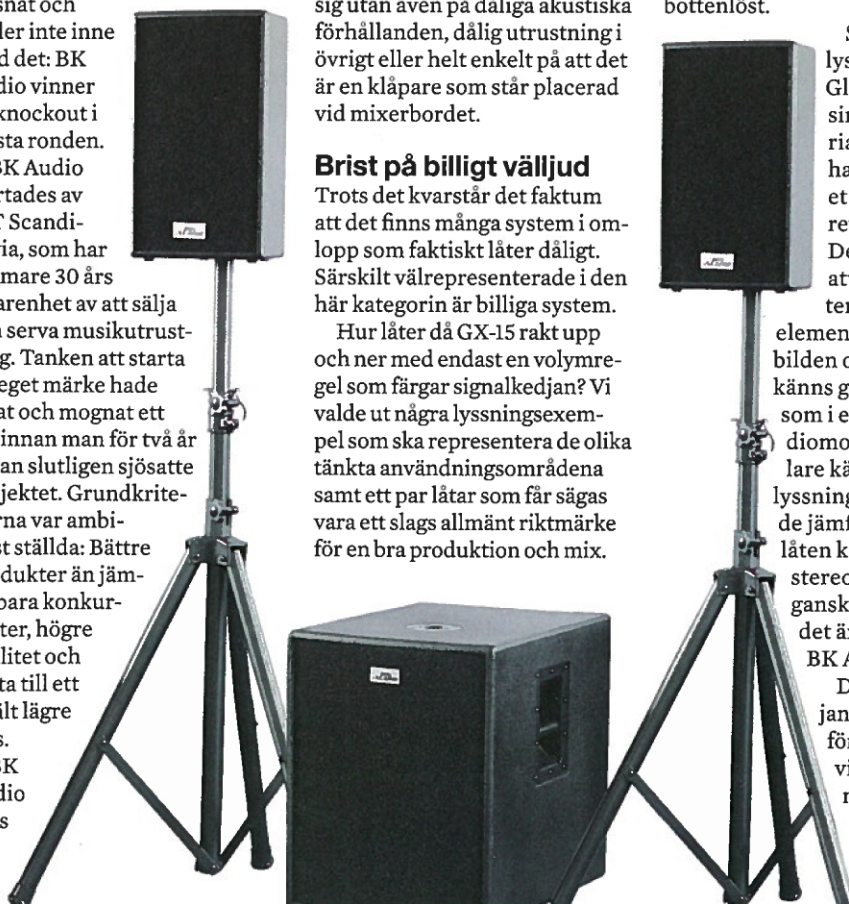 snat och
ler inte inne
d det: BK
dio vinner
knockout i
sta ronden.
BK Audio
rtades av
T Scandi-
ia, som har
mare 30 års
arenhet av att sälja
serva musikutrust-
g. Tanken att starta
eget märke hade
at och mognat ett
innan man för två år
an slutligen sjösatte
jektet. Grundkrite-
rna var ambi-
st ställda: Bättre
dukter än jäm-
bara konkur-
ter, högre
litet och
ta till ett
ält lägre
s.
BK
dio
s
sig utan även på dåliga akustiska
förhållanden, dålig utrustning i
övrigt eller helt enkelt på att det
är en klåpare som står placerad
vid mixerbordet.
Brist på billigt välljud
Trots det kvarstår det faktum
att det finns många system i om-
lopp som faktiskt låter dåligt.
Särskilt välrepresenterade i den
här kategorin är billiga system.
Hur låter då GX-15 rakt upp
och ner med endast en volymre-
gel som färgar signalkedjan? Vi
valde ut några lyssningsexem-
pel som ska representera de olika
tänkta användningsområdena
samt ett par låtar som får sägas
vara ett slags allmänt riktmärke
för en bra produktion och mix.
bottenlöst.
S
lys
Gl
sin
ria
ha
et
re
De
at
ter
elemen
bilden o
känns g
som i e
diomo
lare kä
lyssning
de jämf
låten k
stereo
gansk
det är
BK A
D
jan
för
vi